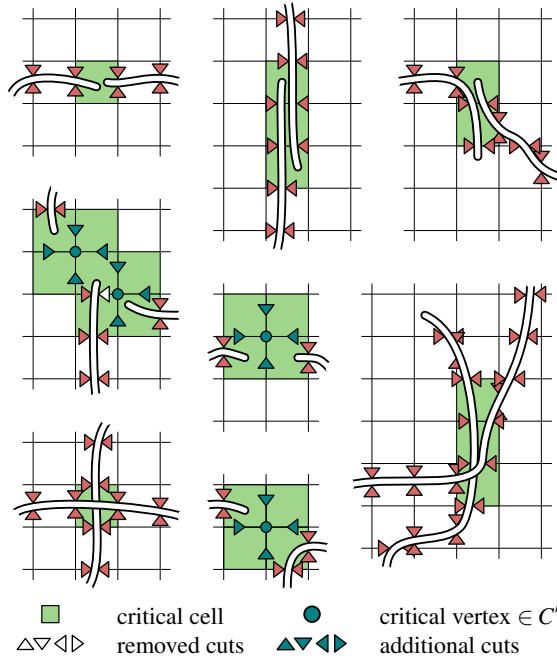 critical cell
critical vertex ∈ C′
removed cuts
additional cuts